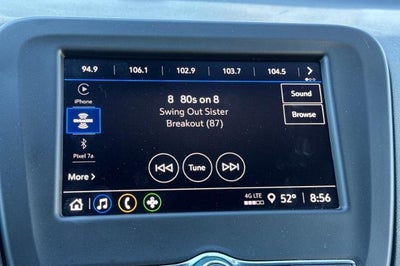 94.9 106.1 102.9 103.7 104.5
iPhone
8 80s on 8
Sound
Swing Out Sister
Browse
Breakout (87)
Pixel 7a
Tune
More
4G LTE 52° 8:56